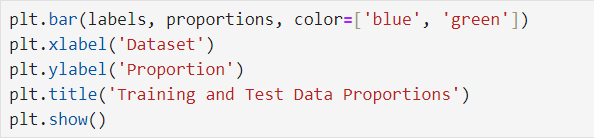 plt.bar(labels, proportions, color=['blue', 'green'])
plt.xlabel('Dataset')
plt.ylabel('Proportion')
plt.title('Training and Test Data Proportions')
plt.show()